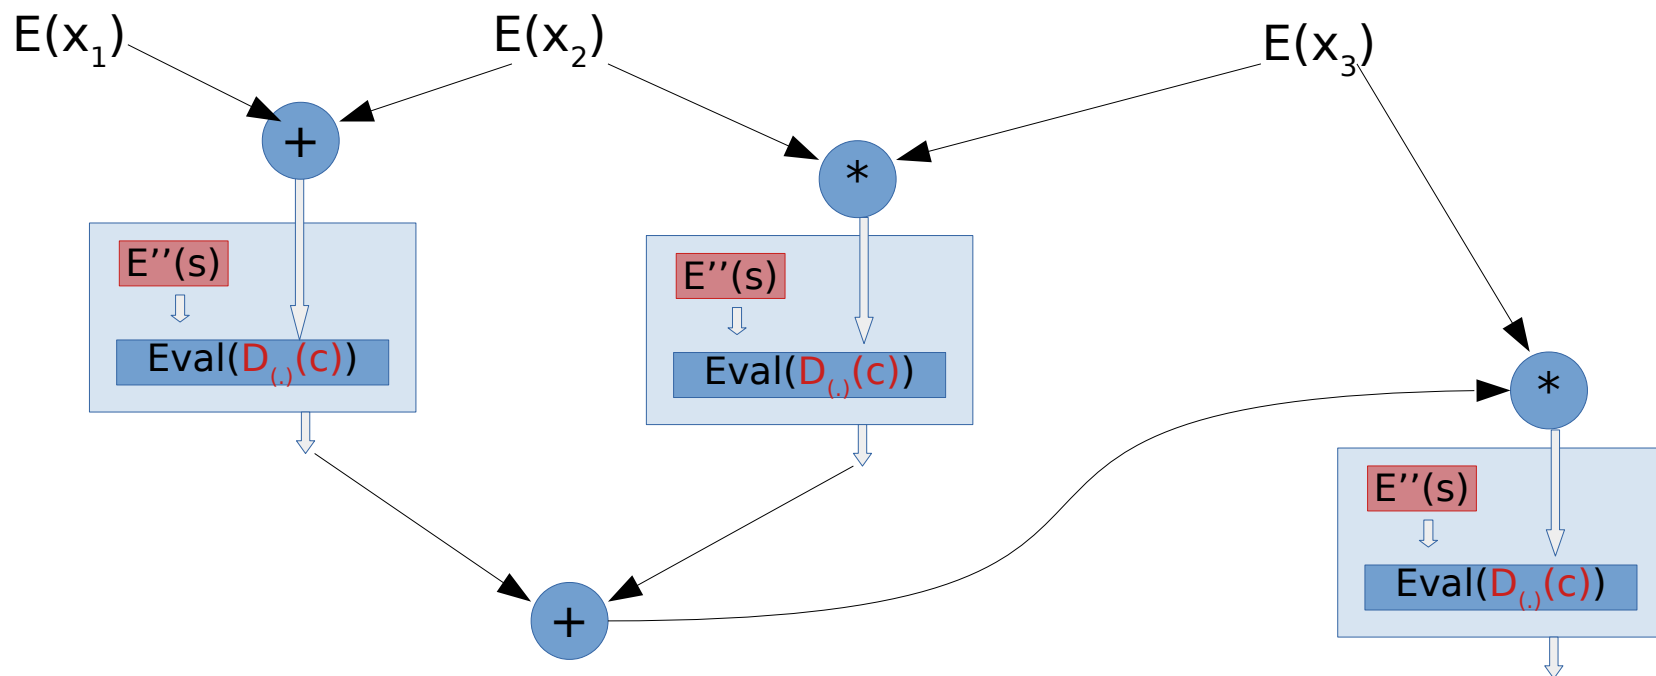 E(x₁)
E(x₂)
E(x₃)
+
*
E’’(s)
Eval(D₍.₎(c))
E’’(s)
Eval(D₍.₎(c))
*
E’’(s)
Eval(D₍.₎(c))
+